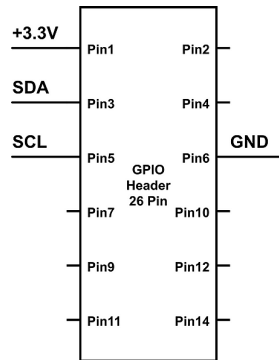 +3.3V
Pin1 Pin2
SDA
Pin3 Pin4
SCL GND
Pin5 Pin6
GPIO
Header
26 Pin
Pin7 Pin10
Pin9 Pin12
Pin11 Pin14